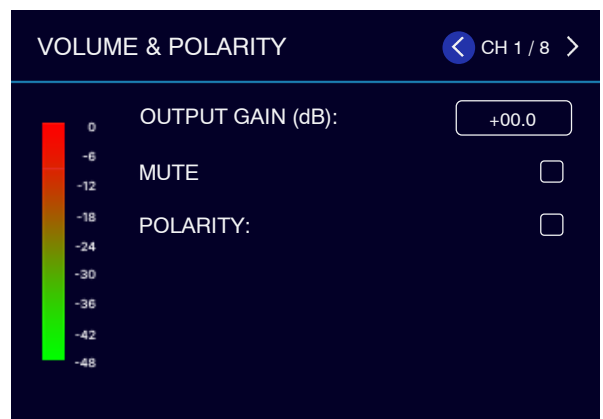 VOLUME & POLARITY
CH 1 / 8
OUTPUT GAIN (dB):
+00.0
MUTE
POLARITY:
0
-6
-12
-18
-24
-30
-36
-42
-48